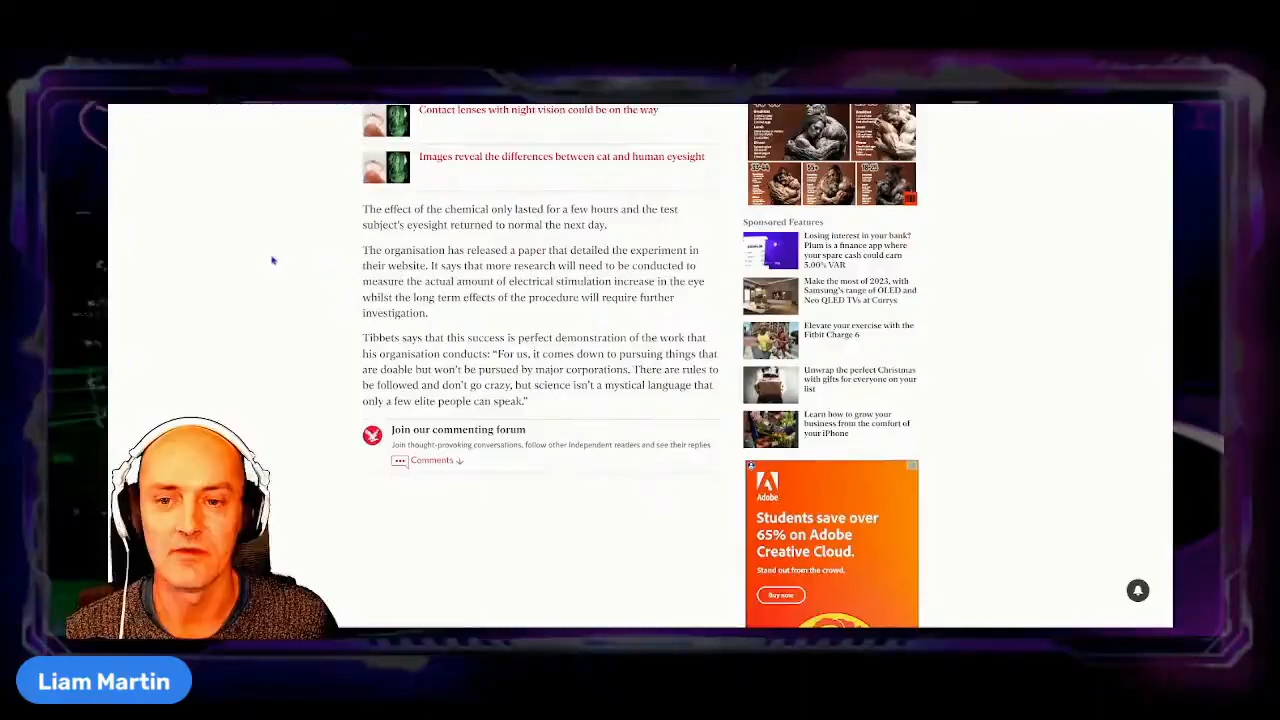 Contact lenses with night vision could be on the way
Images reveal the differences between cat and human eyesight
The effect of the chemical only lasted for a few hours and the test
subject's eyesight returned to normal the next day.
The organisation has released a paper that detailed the experiment in
their website. It says that more research will need to be conducted to
measure the actual amount of electrical stimulation increase in the eye
whilst the long term effects of the procedure will require further
investigation.
Tibbets says that this success is perfect demonstration of the work that
his organisation conducts: “For us, it comes down to pursuing things that
are doable but won't be pursued by major corporations. There are rules to
be followed and don't go crazy, but science isn't a mystical language that
only a few elite people can speak.”
Join our commenting forum
Join thought-provoking conversations, follow other Independent readers and see their replies
Comments
Sponsored Features
Losing interest in your bank?
Plum is a finance app where
your spare cash could earn
5.00% VAR
Make the most of 2023, with
Samsung's range of OLED and
Neo QLED TVs at Currys
Elevate your exercise with the
Fitbit Charge 6
Unwrap the perfect Christmas
with gifts for everyone on your
list
Learn how to grow your
business from the comfort of
your iPhone
Adobe
Students save over
65% on Adobe
Creative Cloud.
Stand out from the crowd.
Buy now
Liam Martin